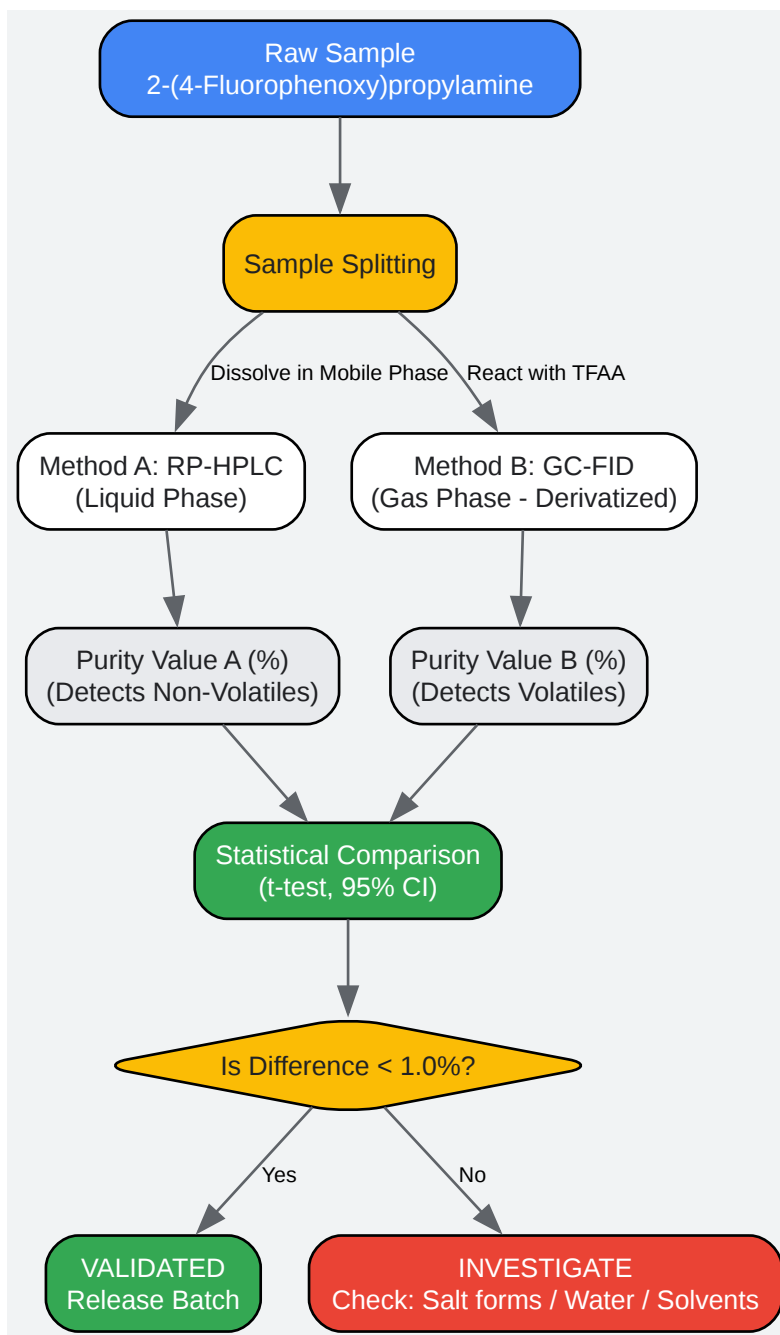 Raw Sample
2-(4-Fluorophenoxy)propylamine
Sample Splitting
Dissolve in Mobile Phase
React with TFAA
Method A: RP-HPLC
(Liquid Phase)
Method B: GC-FID
(Gas Phase - Derivatized)
Purity Value A (%)
(Detects Non-Volatiles)
Purity Value B (%)
(Detects Volatiles)
Statistical Comparison
(t-test, 95% CI)
Is Difference < 1.0%?
Yes
No
VALIDATED
Release Batch
INVESTIGATE
Check: Salt forms / Water / Solvents